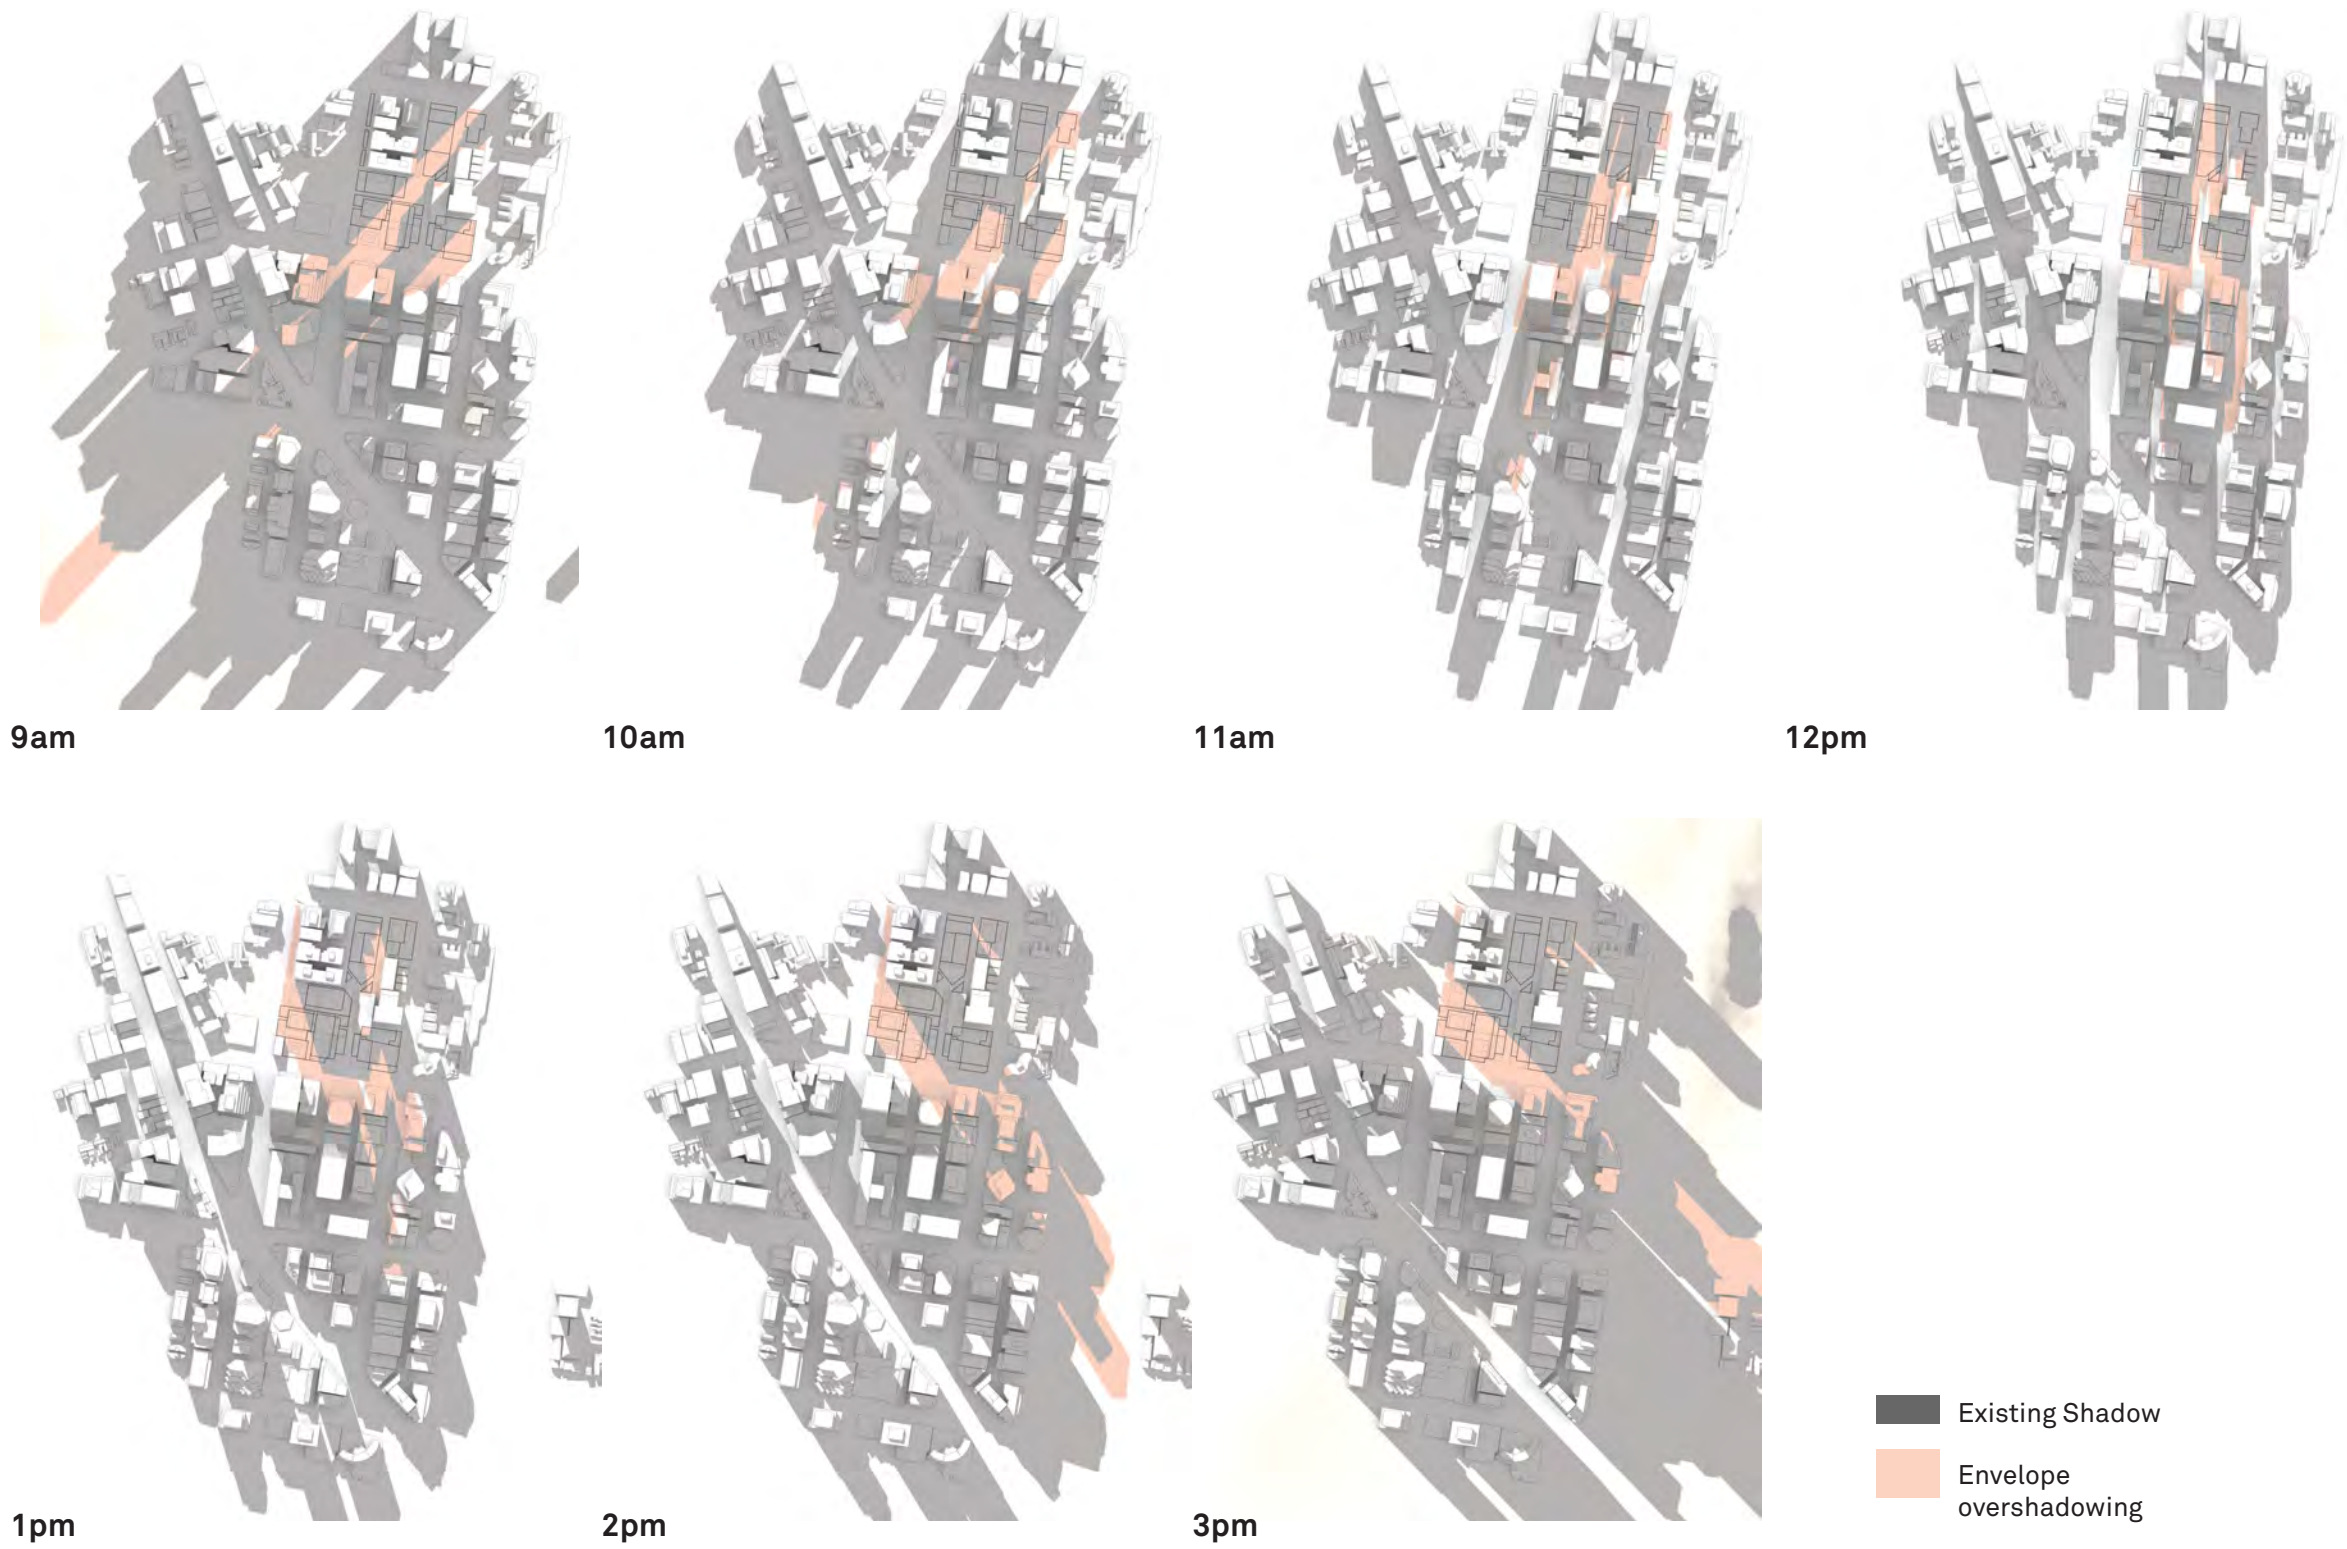 9am
10am
11am
12pm
1pm
2pm
3pm
Existing Shadow
Envelope
overshadowing